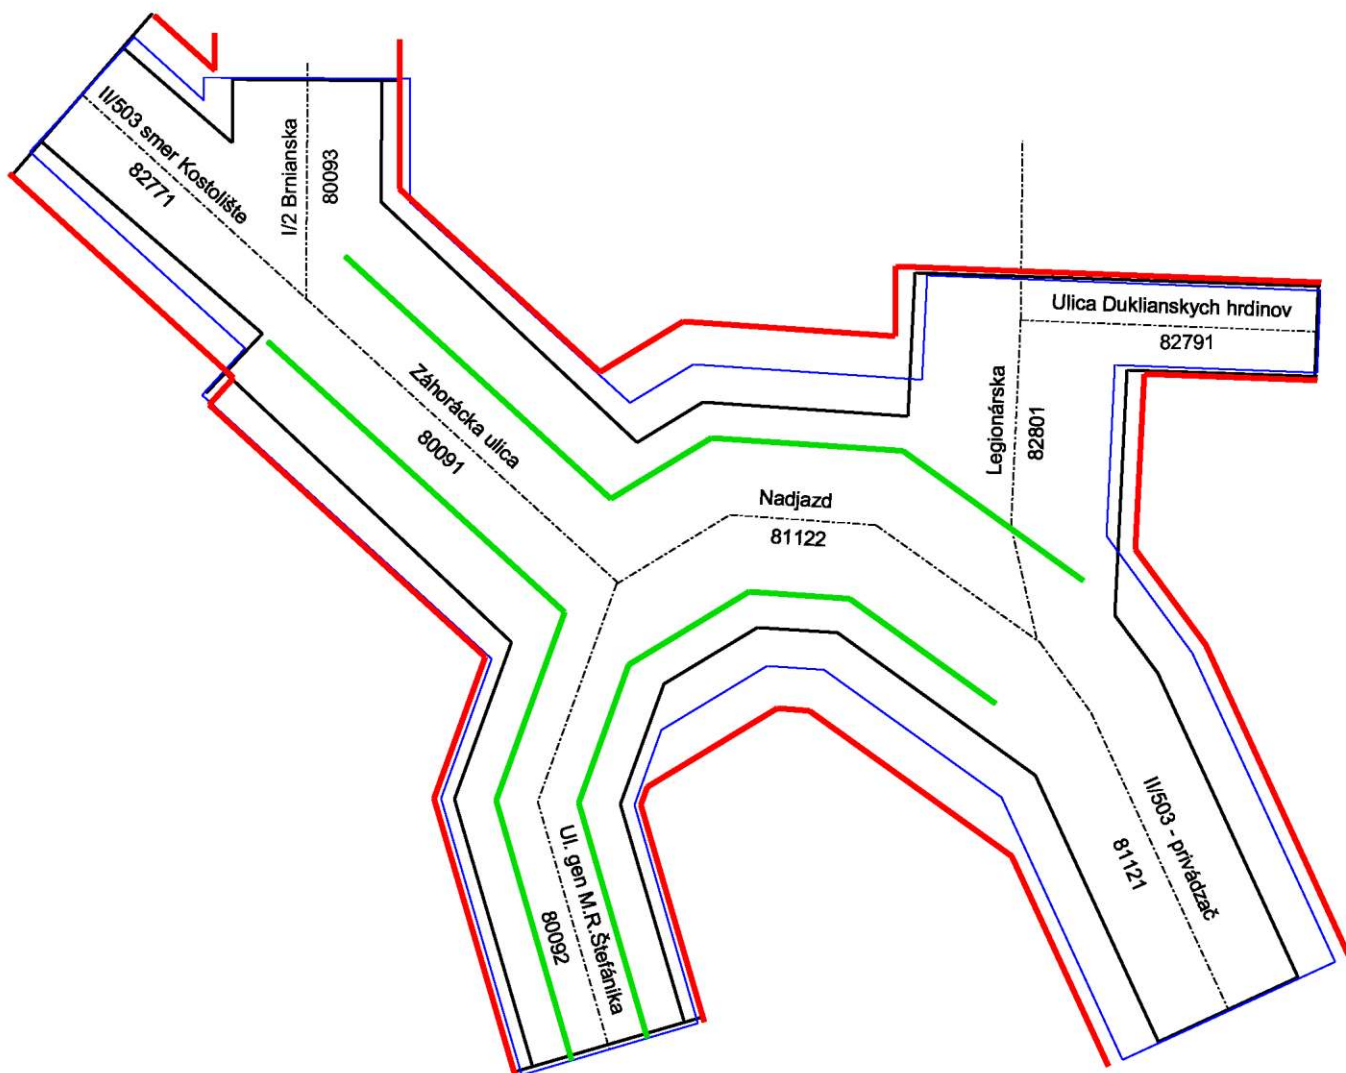 II/503 smer Kostolište
82771
I/2 Brnianska
80093
Ulica Duklianskych hrdinov
82791
Legionárska
82801
Záhorácka ulica
80091
Nadjazd
81122
II/503 - privádzač
81121
Ul. gen M.R.Štefánika
80092